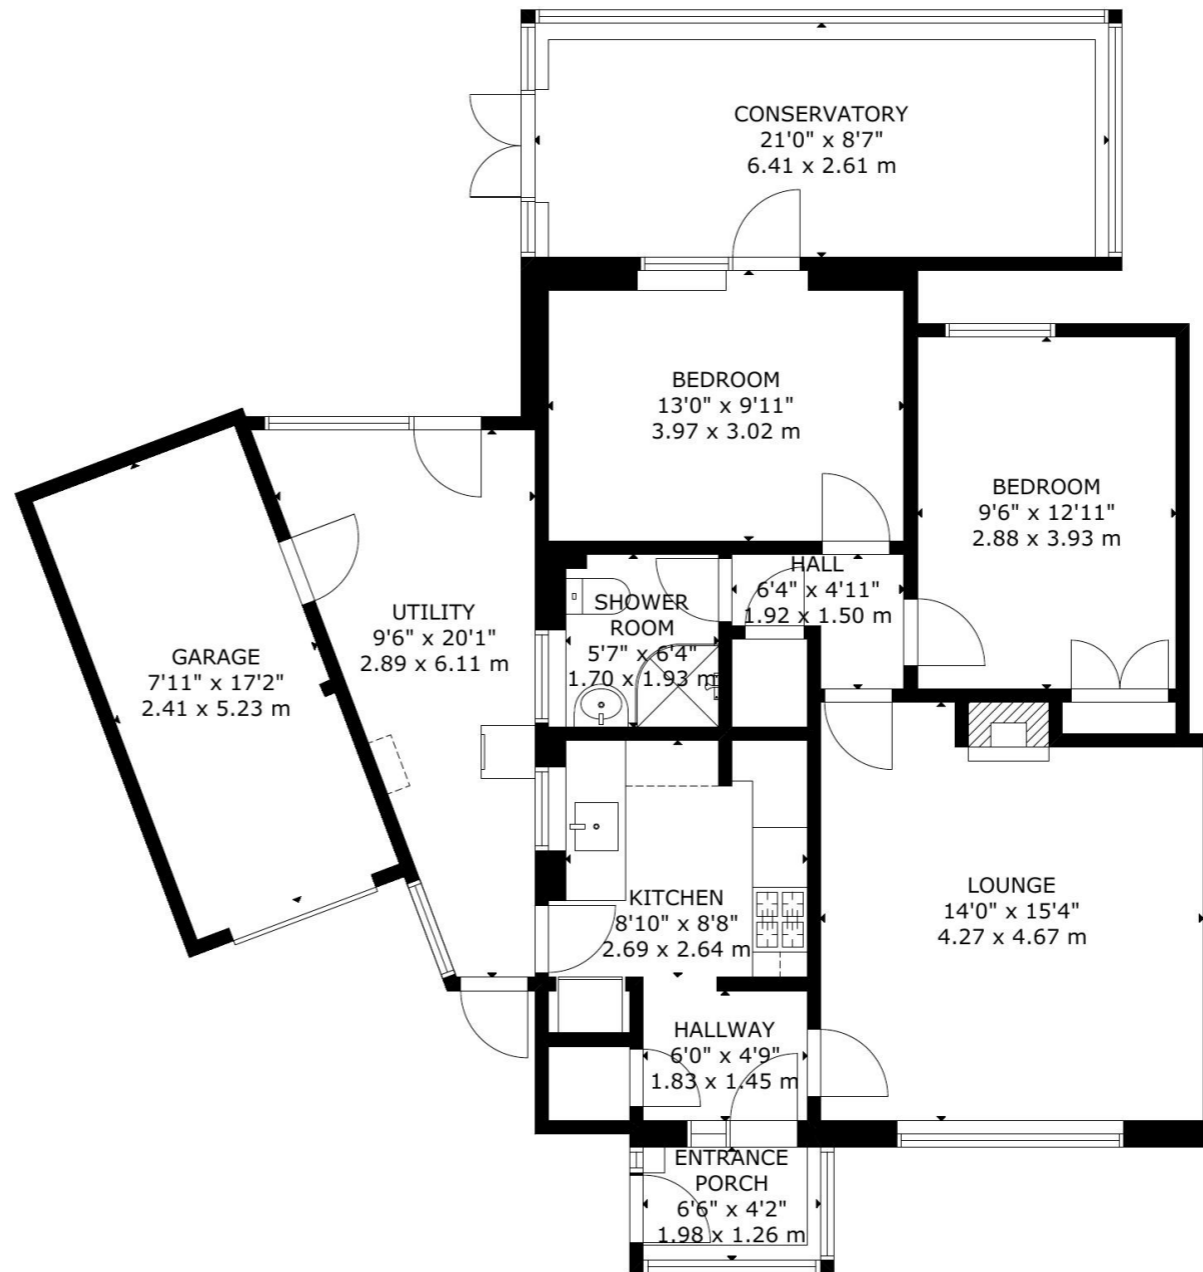 CONSERVATORY
21'0" x 8'7"
6.41 x 2.61 m
BEDROOM
13'0" x 9'11"
3.97 x 3.02 m
BEDROOM
9'6" x 12'11"
2.88 x 3.93 m
HALL
6'4" x 4'11"
1.92 x 1.50 m
SHOWER
ROOM
5'7" x 6'4"
1.70 x 1.93 m
UTILITY
9'6" x 20'1"
2.89 x 6.11 m
GARAGE
7'11" x 17'2"
2.41 x 5.23 m
KITCHEN
8'10" x 8'8"
2.69 x 2.64 m
LOUNGE
14'0" x 15'4"
4.27 x 4.67 m
HALLWAY
6'0" x 4'9"
1.83 x 1.45 m
ENTRANCE
PORCH
6'6" x 4'2"
1.98 x 1.26 m